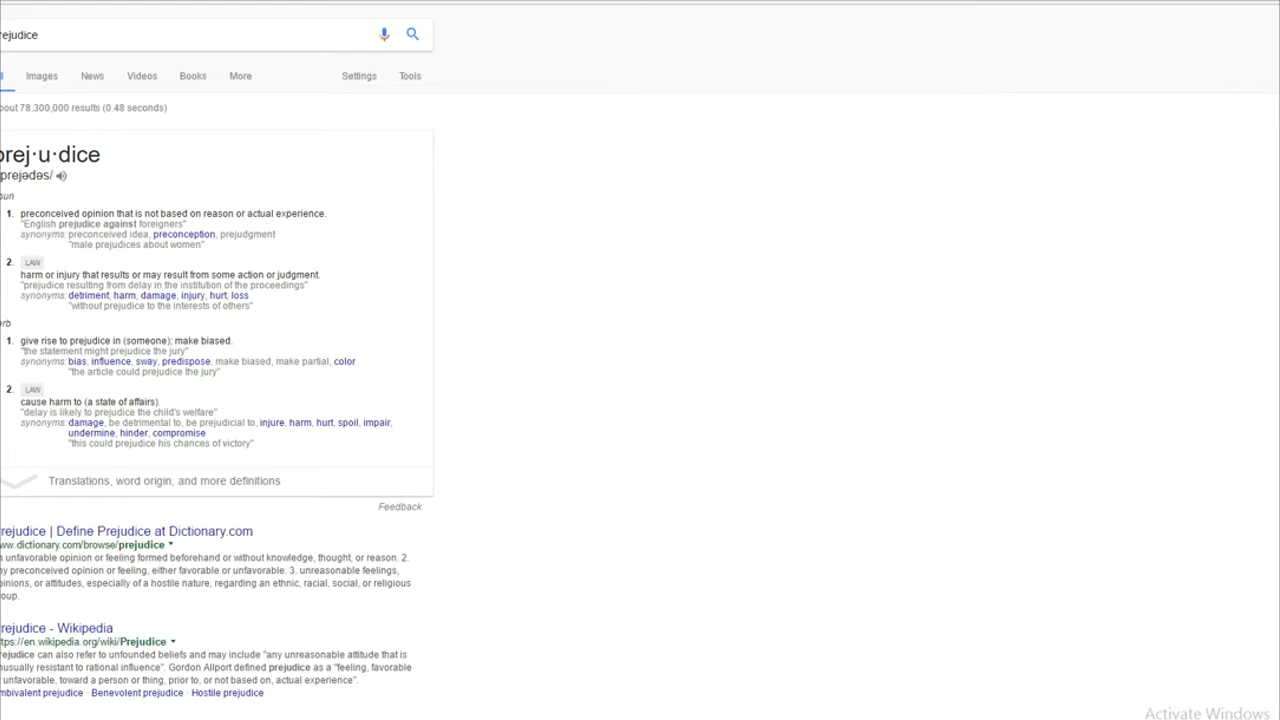 rejudice
Images News Videos Books More Settings Tools
bout 78,300,000 results (0.48 seconds)
prej·u·dice
prejədəs/
oun
1. preconceived opinion that is not based on reason or actual experience.
"English prejudice against foreigners"
synonyms: preconceived idea, preconception, prejudgment
"male prejudices about women"
2. LAW
harm or injury that results or may result from some action or judgment.
"prejudice resulting from delay in the institution of the proceedings"
synonyms: detriment, harm, damage, injury, hurt, loss
"without prejudice to the interests of others"
erb
1. give rise to prejudice in (someone); make biased.
"the statement might prejudice the jury"
synonyms: bias, influence, sway, predispose, make biased, make partial, color
"the article could prejudice the jury"
2. LAW
cause harm to (a state of affairs).
"delay is likely to prejudice the child's welfare"
synonyms: damage, be detrimental to, be prejudicial to, injure, harm, hurt, spoil, impair,
undermine, hinder, compromise
"this could prejudice his chances of victory"
Translations, word origin, and more definitions
Feedback
rejudice | Define Prejudice at Dictionary.com
ww.dictionary.com/browse/prejudice
n unfavorable opinion or feeling formed beforehand or without knowledge, thought, or reason. 2.
ny preconceived opinion or feeling, either favorable or unfavorable. 3. unreasonable feelings,
pinions, or attitudes, especially of a hostile nature, regarding an ethnic, racial, social, or religious
oup.
rejudice - Wikipedia
tps://en.wikipedia.org/wiki/Prejudice
rejudice can also refer to unfounded beliefs and may include "any unreasonable attitude that is
nusually resistant to rational influence". Gordon Allport defined prejudice as a "feeling, favorable
r unfavorable, toward a person or thing, prior to, or not based on, actual experience".
mbivalent prejudice · Benevolent prejudice · Hostile prejudice
Activate Windows